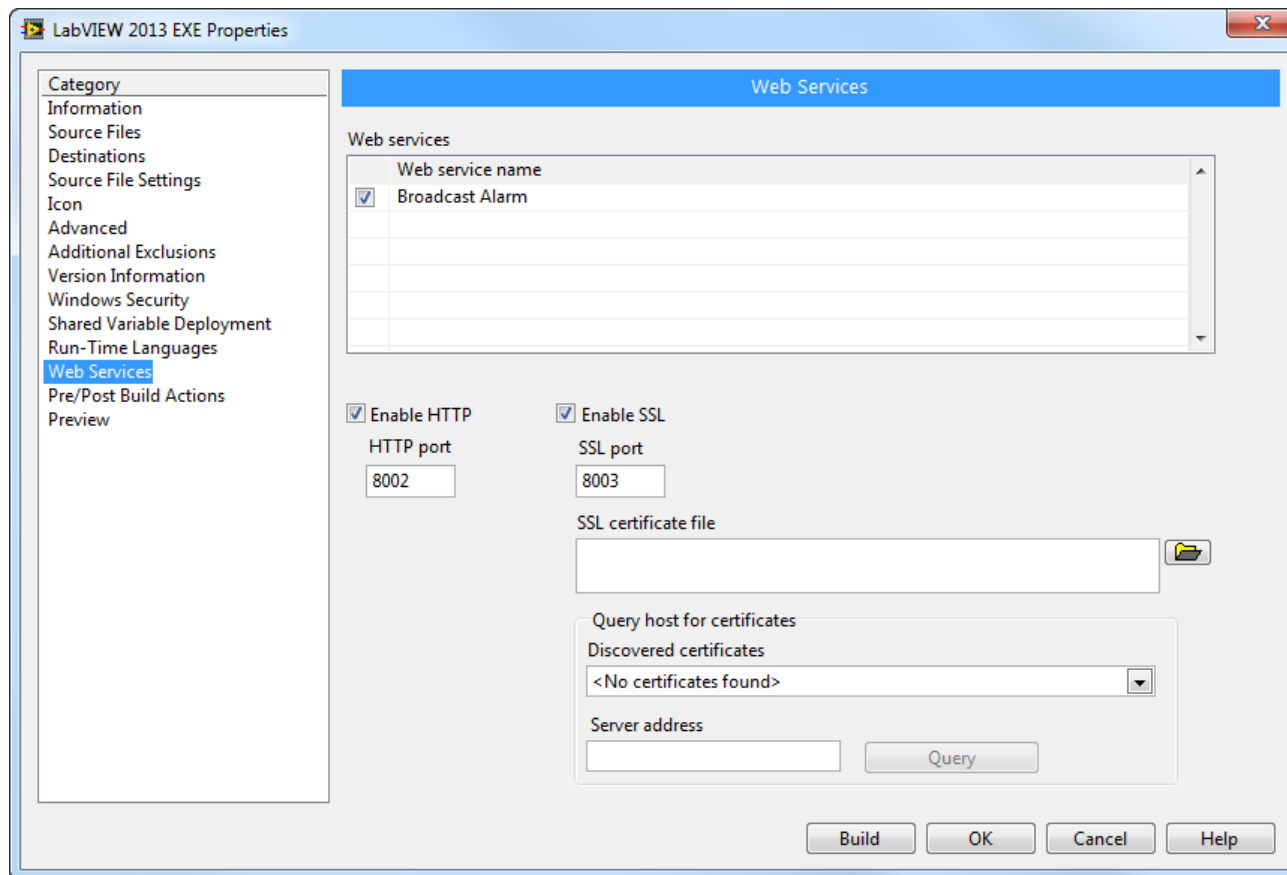 LabVIEW 2013 EXE Properties
Category
Information
Source Files
Destinations
Source File Settings
Icon
Advanced
Additional Exclusions
Version Information
Windows Security
Shared Variable Deployment
Run-Time Languages
Web Services
Pre/Post Build Actions
Preview
Web Services
Web services
Web service name
Broadcast Alarm
Enable HTTP
Enable SSL
HTTP port
SSL port
8002
8003
SSL certificate file
Query host for certificates
Discovered certificates
<No certificates found>
Server address
Query
Build
OK
Cancel
Help